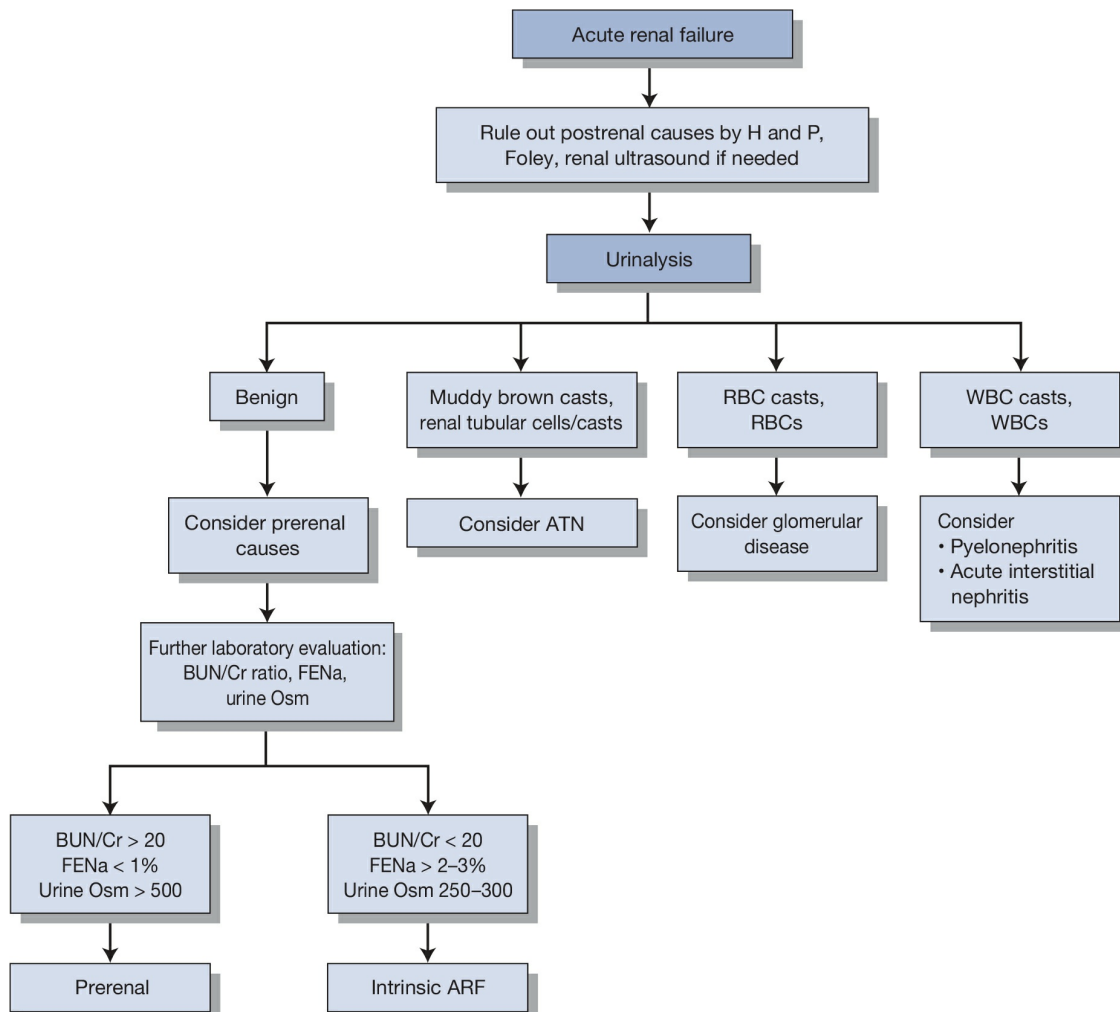 Acute renal failure
Rule out postrenal causes by H and P,
Foley, renal ultrasound if needed
Urinalysis
Benign
Muddy brown casts,
renal tubular cells/casts
RBC casts,
RBCs
WBC casts,
WBCs
Consider prerenal
causes
Consider ATN
Consider glomerular
disease
Consider
• Pyelonephritis
• Acute interstitial
nephritis
Further laboratory evaluation:
BUN/Cr ratio, FENa,
urine Osm
BUN/Cr > 20
FENa < 1%
Urine Osm > 500
BUN/Cr < 20
FENa > 2–3%
Urine Osm 250–300
Prerenal
Intrinsic ARF